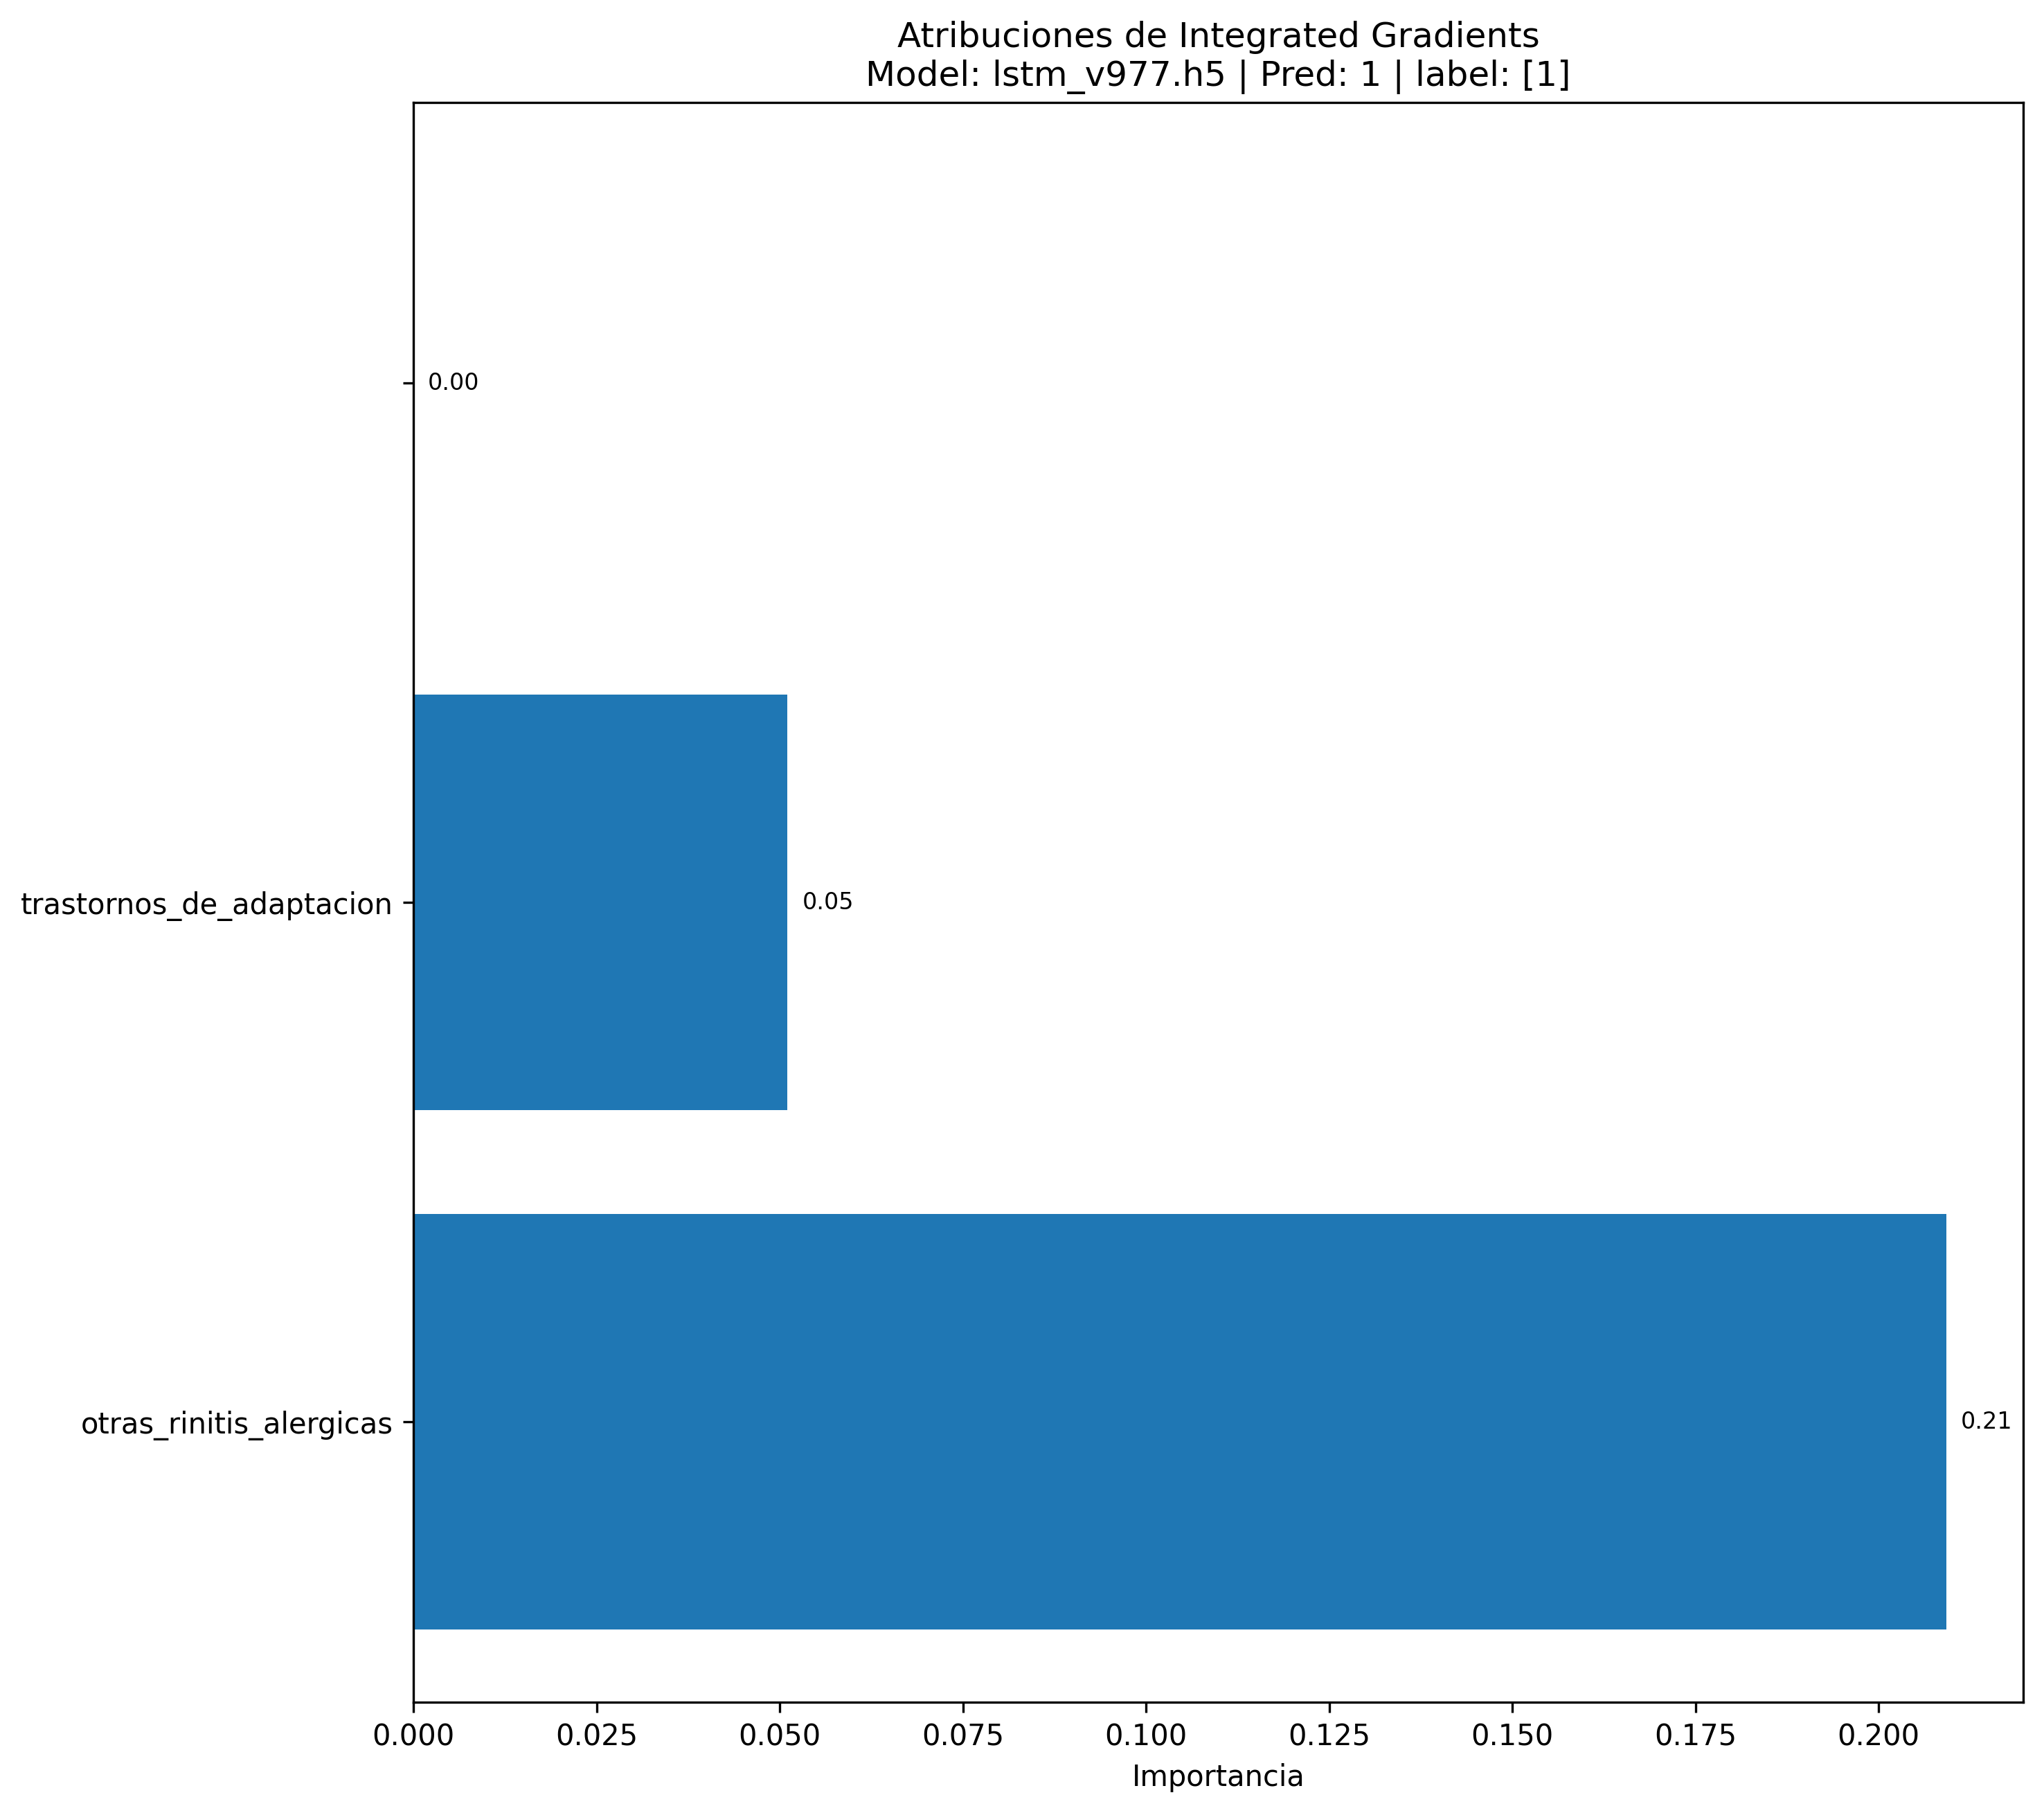 Atribuciones de Integrated Gradients
Model: lstm_v977.h5 | Pred: 1 | label: [1]
0.00
trastornos_de_adaptacion
0.05
otras_rinitis_alergicas
0.21
0.000 0.025 0.050 0.075 0.100 0.125 0.150 0.175 0.200
Importancia